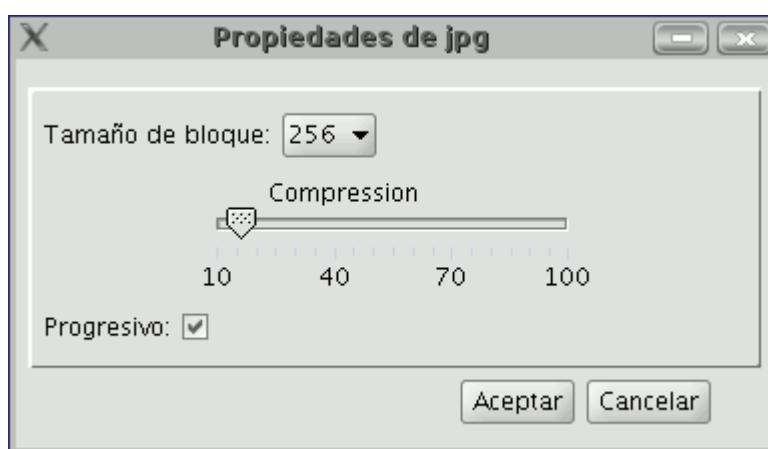 Propiedades de jpg
Tamaño de bloque: 256
Compression
10 40 70 100
Progresivo:
Aceptar Cancelar